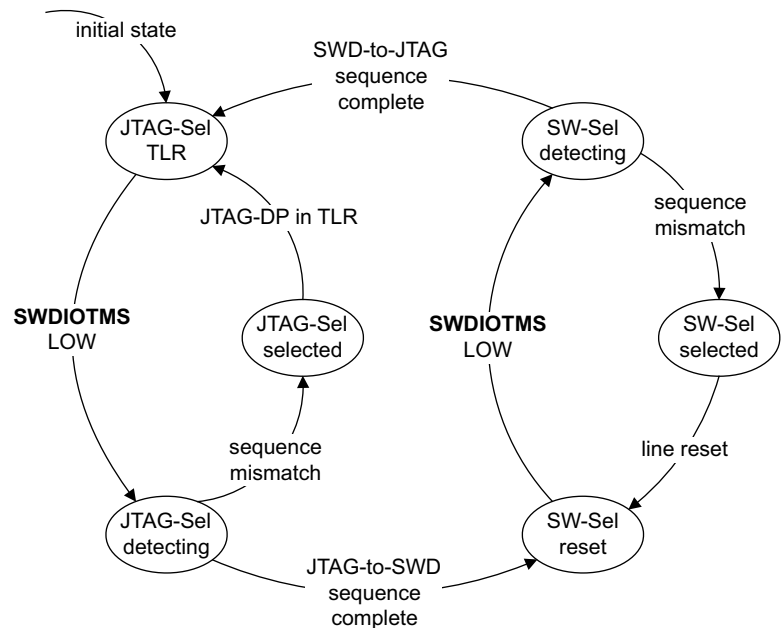 initial state
SWD-to-JTAG
sequence
complete
JTAG-Sel
TLR
SW-Sel
detecting
JTAG-DP in TLR
sequence
mismatch
SWDIOTMS
LOW
JTAG-Sel
selected
SWDIOTMS
LOW
SW-Sel
selected
sequence
mismatch
line reset
JTAG-Sel
detecting
SW-Sel
reset
JTAG-to-SWD
sequence
complete